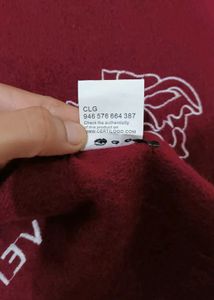 CLG
946 576 664 387
Check the authenticity
of this product on
WWW.CERTILOGO.COM